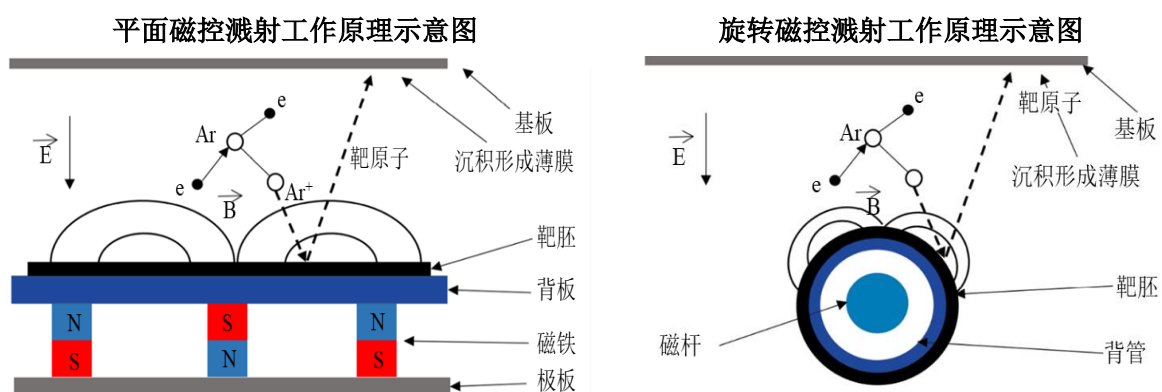 平面磁控溅射工作原理示意图
旋转磁控溅射工作原理示意图
e
Ar
E
靶原子
基板
沉积形成薄膜
e
B
Ar+
靶胚
背板
N
S
N
S
N
S
磁铁
极板
e
Ar
E
靶原子
基板
沉积形成薄膜
e
B
靶胚
磁杆
背管